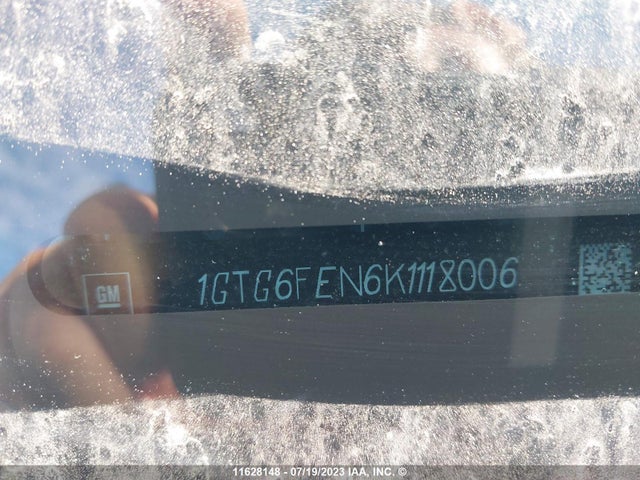 GM
1GTG6FEN6K1118006
11628148 - 07/19/2023 IAA, INC. ©